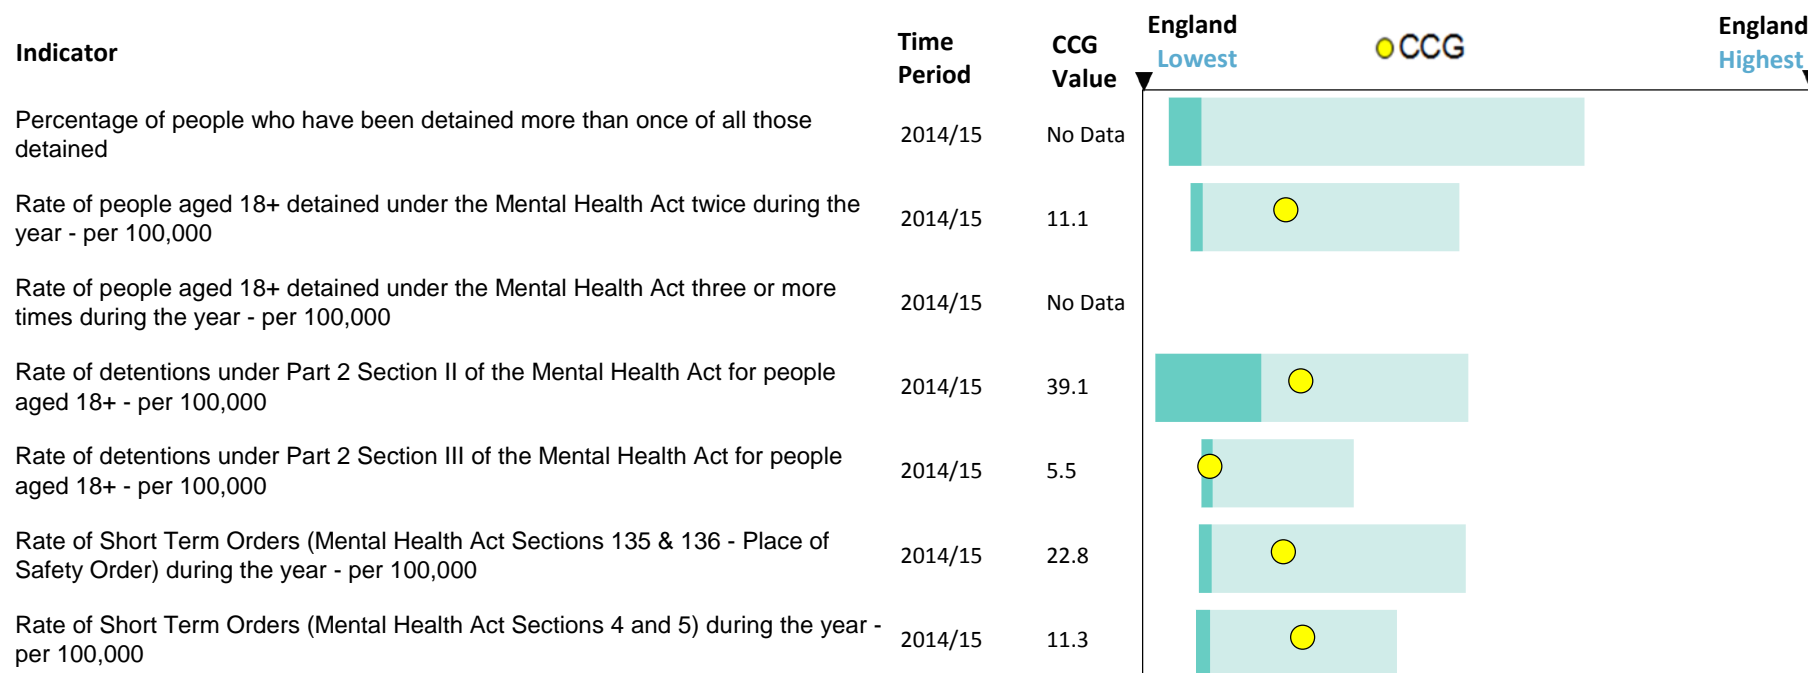 Indicator
Time
Period
CCG
Value
England
Lowest
CCG
England
Highest
Percentage of people who have been detained more than once of all those
detained
2014/15
No Data
Rate of people aged 18+ detained under the Mental Health Act twice during the
year - per 100,000
2014/15
11.1
Rate of people aged 18+ detained under the Mental Health Act three or more
times during the year - per 100,000
2014/15
No Data
Rate of detentions under Part 2 Section II of the Mental Health Act for people
aged 18+ - per 100,000
2014/15
39.1
Rate of detentions under Part 2 Section III of the Mental Health Act for people
aged 18+ - per 100,000
2014/15
5.5
Rate of Short Term Orders (Mental Health Act Sections 135 & 136 - Place of
Safety Order) during the year - per 100,000
2014/15
22.8
Rate of Short Term Orders (Mental Health Act Sections 4 and 5) during the year -
per 100,000
2014/15
11.3